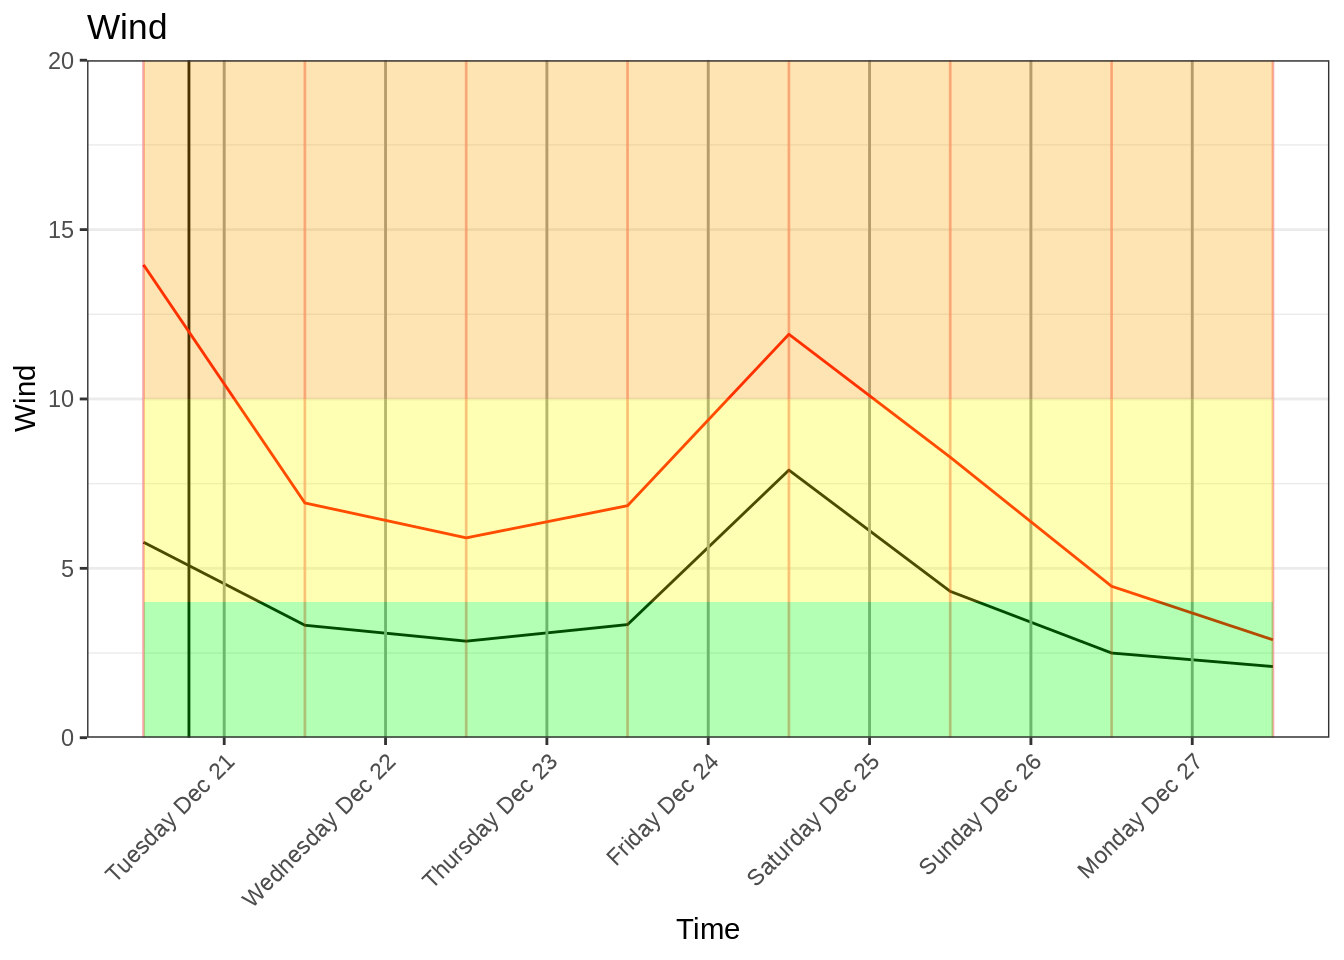 Wind
Wind
20
15
10
5
0
Tuesday Dec 21
Wednesday Dec 22
Thursday Dec 23
Friday Dec 24
Saturday Dec 25
Sunday Dec 26
Monday Dec 27
Time